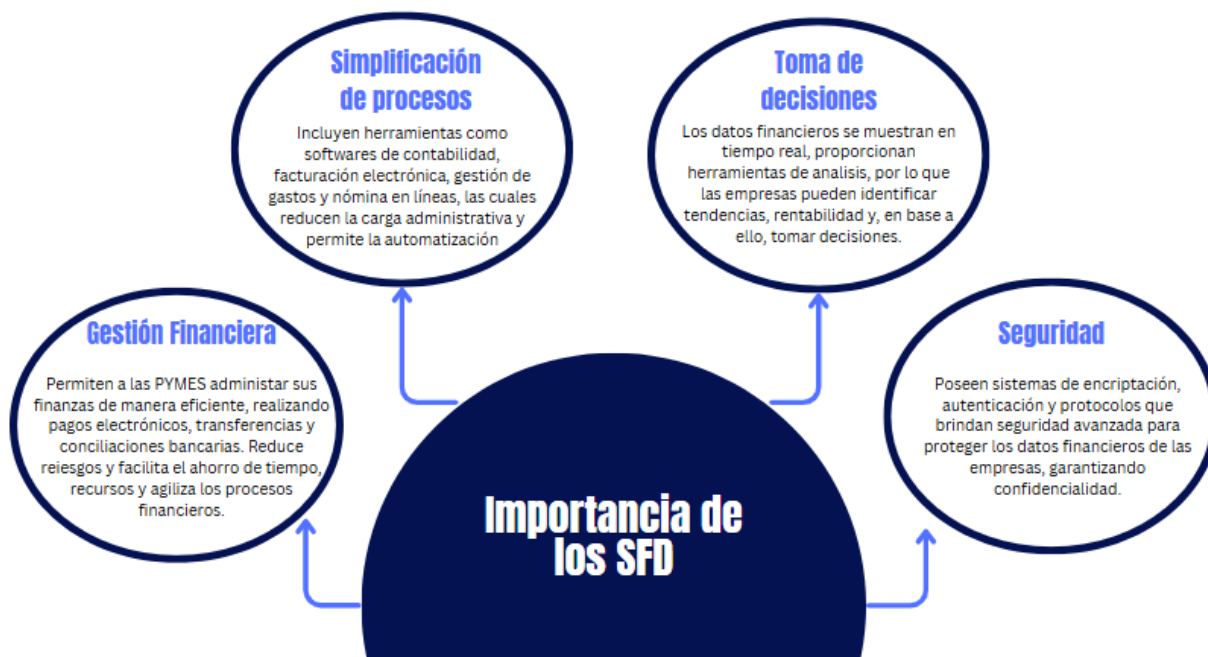 Simplificación
de procesos
Incluyen herramientas como
softwares de contabilidad,
facturación electrónica, gestión de
gastos y nómina en líneas, las cuales
reducen la carga administrativa y
permite la automatización
Toma de
decisiones
Los datos financieros se muestran en
tiempo real, proporcionan
herramientas de analisis, por lo que
las empresas pueden identificar
tendencias, rentabilidad y, en base a
ello, tomar decisiones.
Gestión Financiera
Permiten a las PYMES administar sus
finanzas de manera eficiente, realizando
pagos electrónicos, transferencias y
conciliaciones bancarias. Reduce
reiesgos y facilita el ahorro de tiempo,
recursos y agiliza los procesos
financieros.
Seguridad
Poseen sistemas de encriptación,
autenticación y protocolos que
brindan seguridad avanzada para
proteger los datos financieros de las
empresas, garantizando
confidencialidad.
Importancia de
los SFD